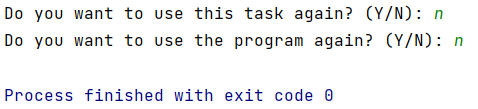 Do you want to use this task again? (Y/N): n
Do you want to use the program again? (Y/N): n
Process finished with exit code 0